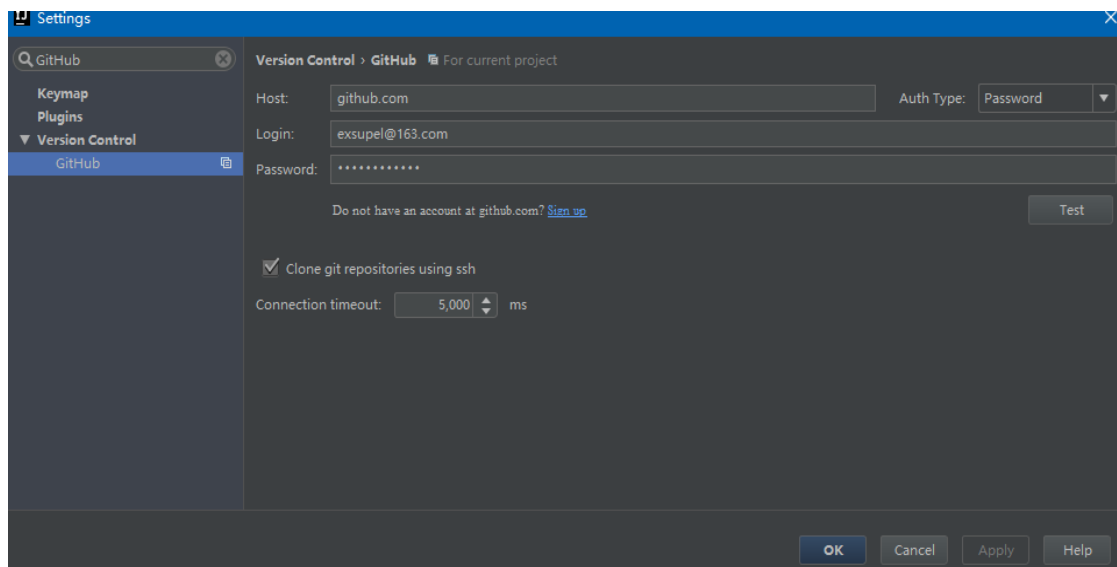 Settings
GitHub
Keymap
Plugins
Version Control
GitHub
Version Control › GitHub For current project
Host: github.com Auth Type: Password
Login: exsupel@163.com
Password: ••••••••••••
Do not have an account at github.com? Sign up
Test
Clone git repositories using ssh
Connection timeout: 5,000 ms
OK Cancel Apply Help